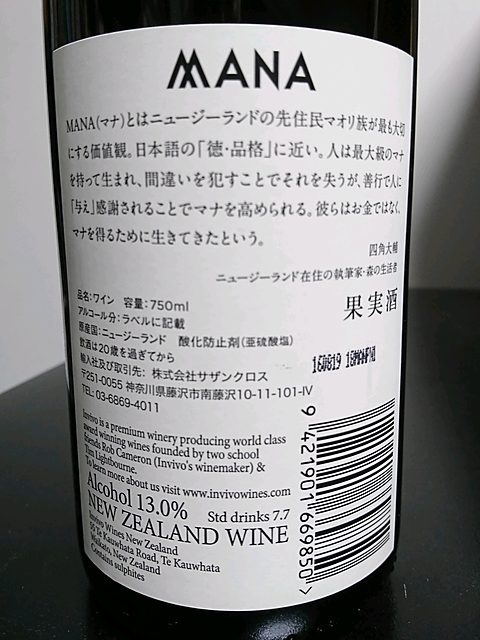 MANA
MANA(マナ)とはニュージーランドの先住民マオリ族が最も大切
にする価値観。日本語の「徳・品格」に近い。人は最大級のマナ
を持って生まれ、間違いを犯すことでそれを失うが、善行で人に
「与え」感謝されることでマナを高められる。彼らはお金ではなく、
マナを得るために生きてきたという。
四角大輔
ニュージーランド在住の執筆家・森の生活者
果実酒
品名:ワイン 容量:750ml
アルコール分:ラベルに記載
原産国:ニュージーランド 酸化防止剤(亜硫酸塩)
飲酒は20歳を過ぎてから
輸入社及び取引先: 株式会社サザンクロス
〒251-0055 神奈川県藤沢市南藤沢10-11-101-Ⅳ
TEL: 03-6869-4011
160819 16MANAPN1
Invivo is a premium winery producing world class
award winning wines founded by two school
friends Rob Cameron (Invivo's winemaker) &
Tim Lightbourne.
To learn more about us visit www.invivowines.com
Alcohol 13.0% Std drinks 7.7
NEW ZEALAND WINE
Invivo Wines New Zealand
56 Te Kauwhata Road, Te Kauwhata
Waikato, New Zealand
Contains sulphites
9 421901 669850 >